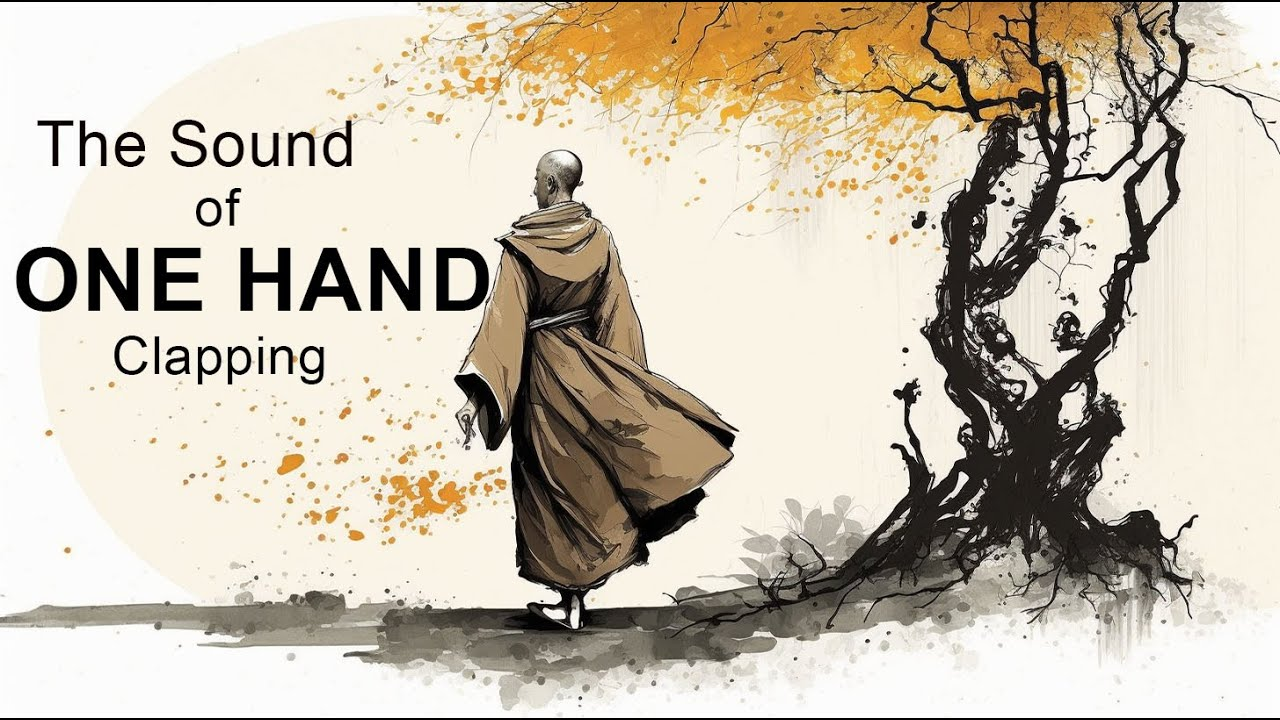 The Sound
of
ONE HAND
Clapping